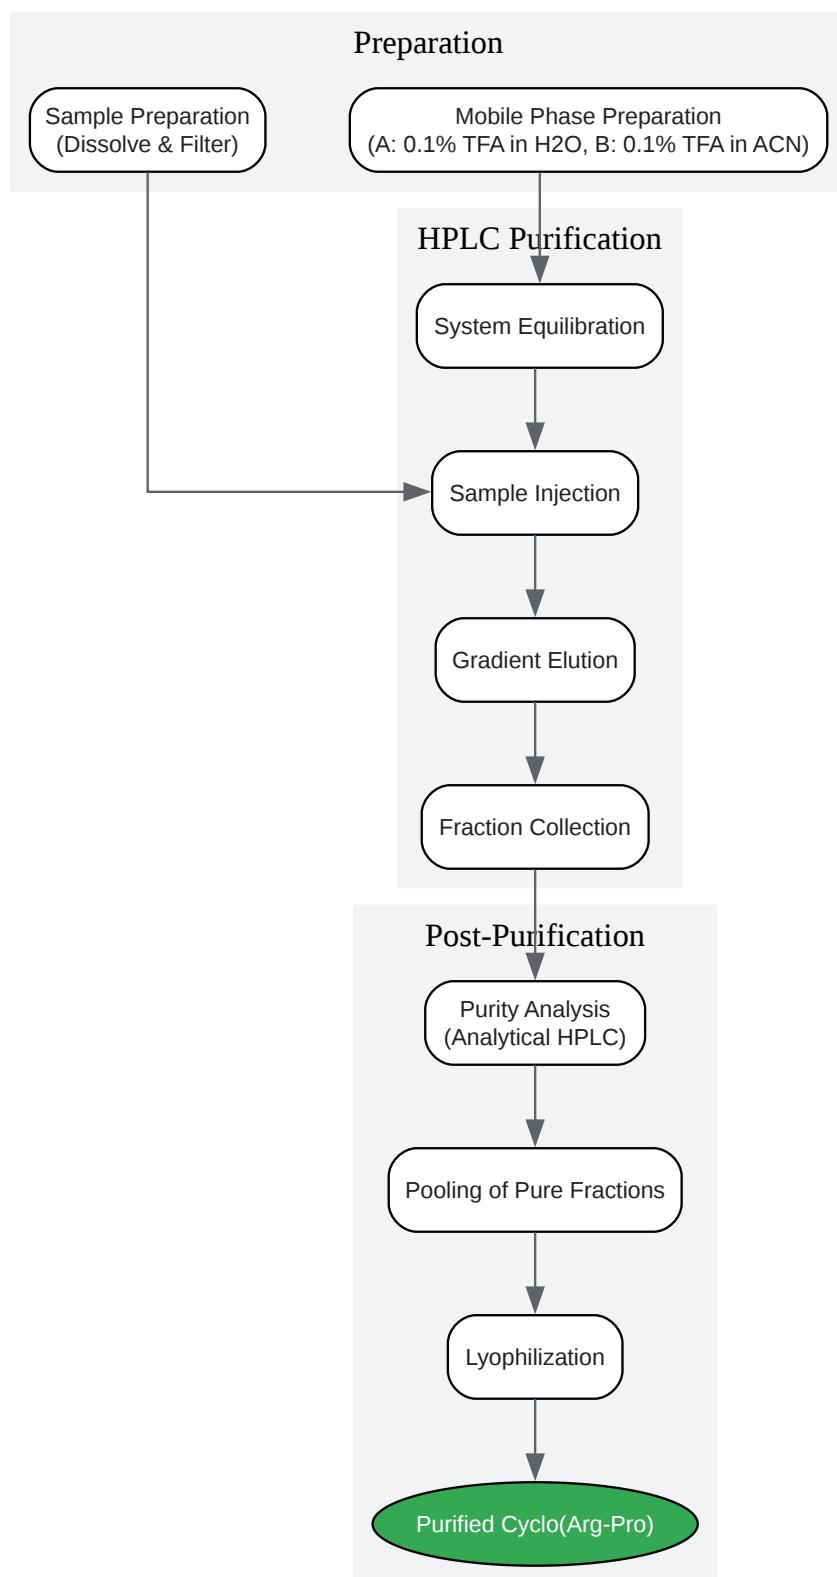 Preparation
Sample Preparation
(Dissolve & Filter)
Mobile Phase Preparation
(A: 0.1% TFA in H2O, B: 0.1% TFA in ACN)
HPLC Purification
System Equilibration
Sample Injection
Gradient Elution
Fraction Collection
Post-Purification
Purity Analysis
(Analytical HPLC)
Pooling of Pure Fractions
Lyophilization
Purified Cyclo(Arg-Pro)